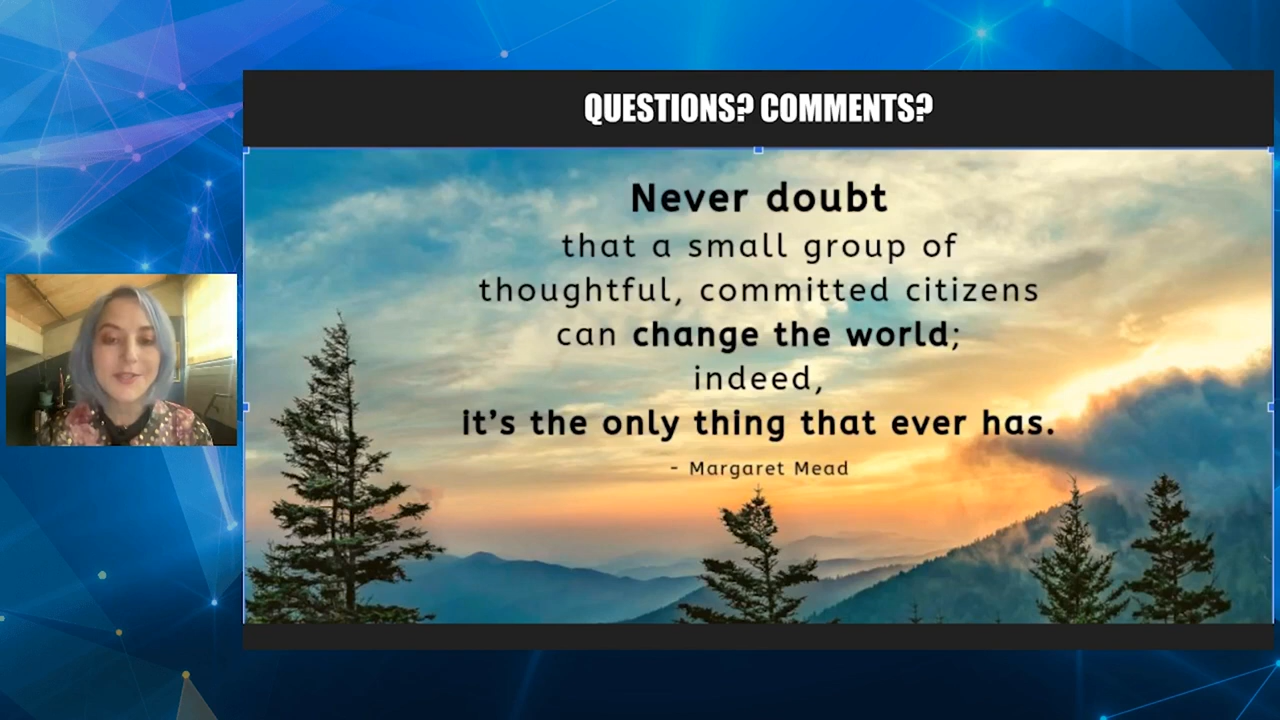 QUESTIONS? COMMENTS?
Never doubt
that a small group of
thoughtful, committed citizens
can change the world;
indeed,
it’s the only thing that ever has.
- Margaret Mead